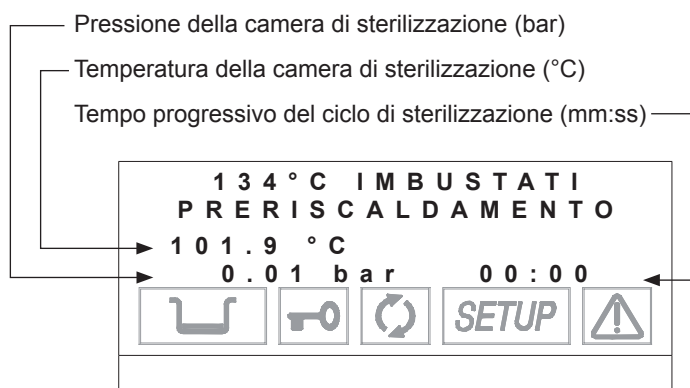 Pressione della camera di sterilizzazione (bar)
Temperatura della camera di sterilizzazione (°C)
Tempo progressivo del ciclo di sterilizzazione (mm:ss)
134°C IMBUSTATI
PRERISCALDAMENTO
101.9 °C
0.01 bar 00:00
SETUP